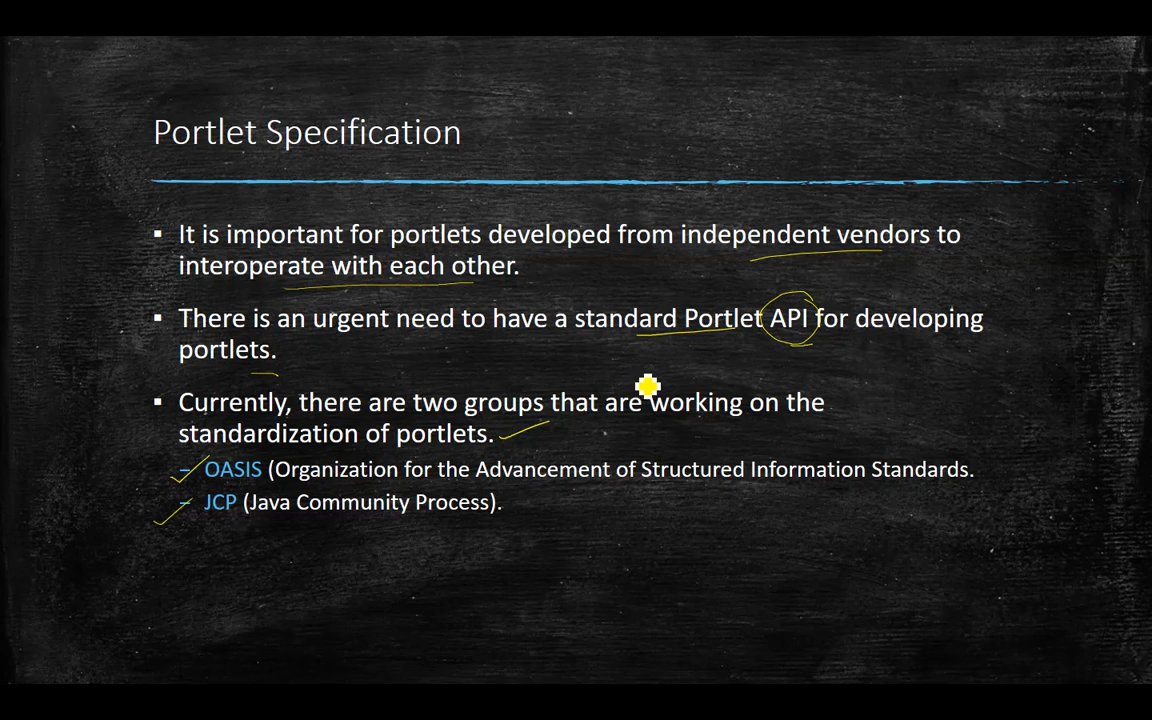 Portlet Specification
▪ It is important for portlets developed from independent vendors to
interoperate with each other.
▪ There is an urgent need to have a standard Portlet API for developing
portlets.
▪ Currently, there are two groups that are working on the
standardization of portlets.
– OASIS (Organization for the Advancement of Structured Information Standards.
– JCP (Java Community Process).